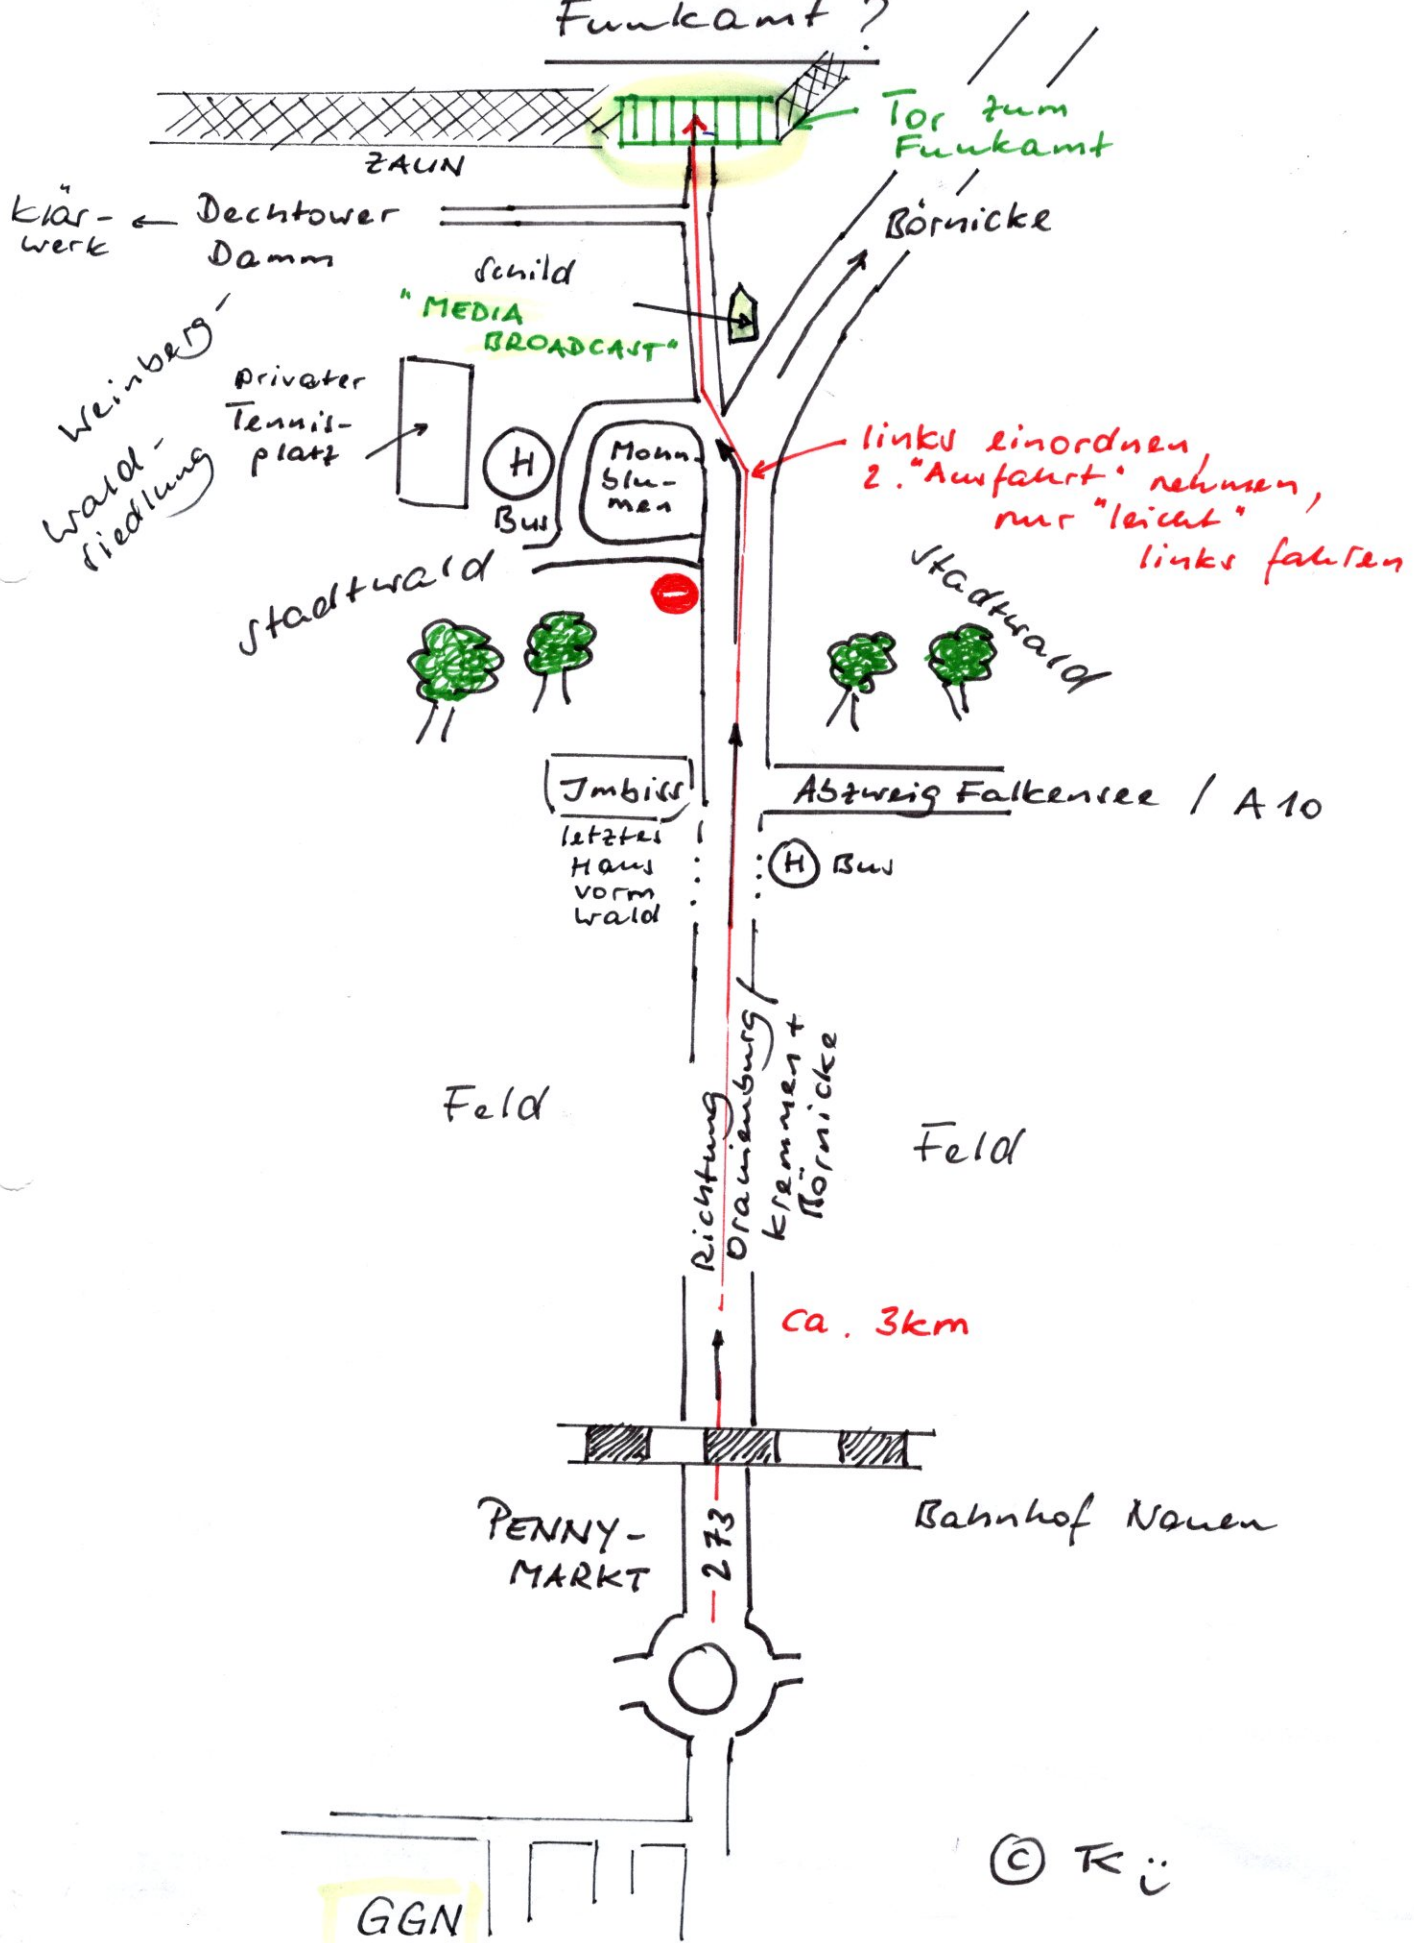 Funkamt?
Tor zum
Funkamt
ZAUN
Klär- ← Dechtower
werk Damm
Börnicke
Schild
"MEDIA
BROADCAST"
Weinberg-
Wald-
siedlung
Privater
Tennis-
platz
H
Bus
Mohn-
blu-
men
links einordnen,
2. "Ausfahrt" nehmen,
nur "leicht"
links fahren
Stadtwald
Stadtwald
Imbiss
letztes
Haus
vorm
Wald
Abzweig Falkensee / A10
H Bus
Richtung
Oranienburg/
Kremmen +
Börnicke
Feld
Feld
ca. 3km
PENNY-
MARKT
273
Bahnhof Nauen
GGN
© TK